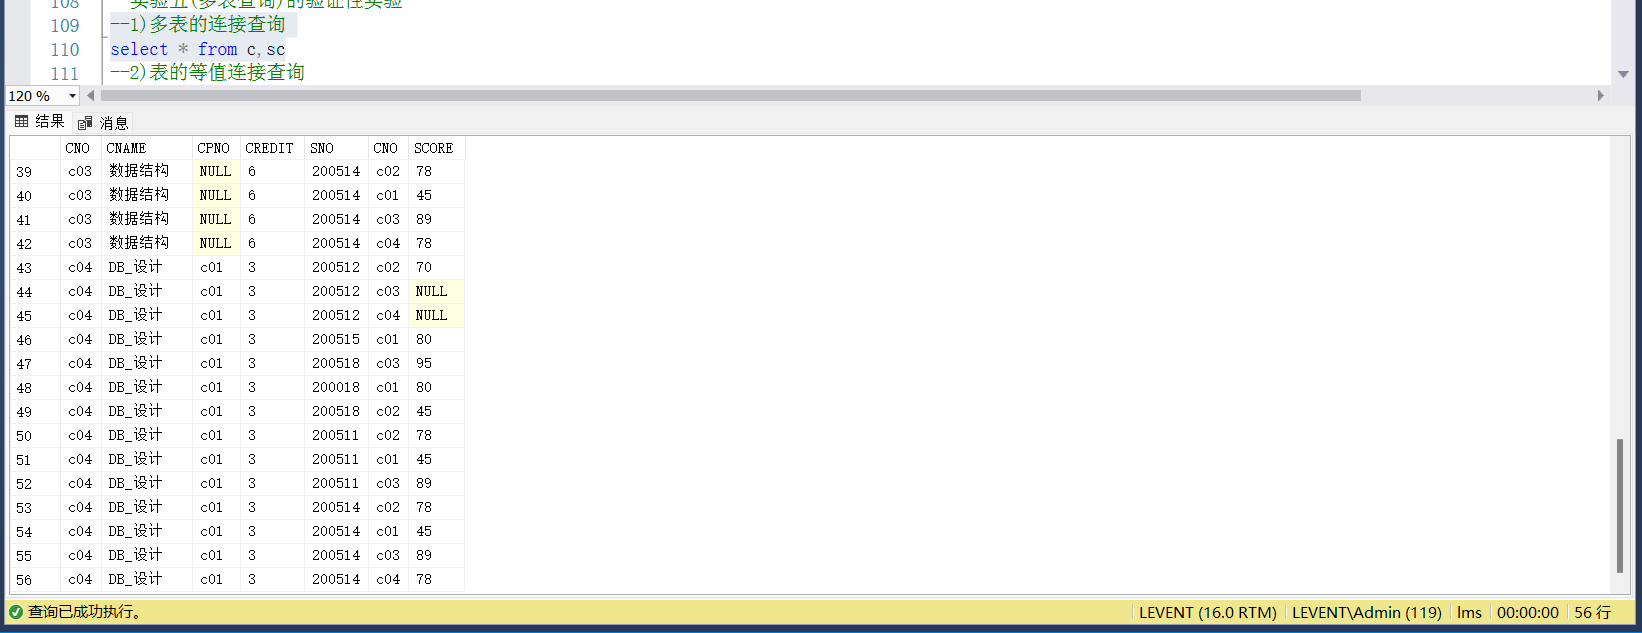 108 实验五(多表查询)的验证性实验
109 --1)多表的连接查询
110 select * from c,sc
111 --2)表的等值连接查询
120 %
结果 消息
CNO CNAME CPNO CREDIT SNO CNO SCORE
39 c03 数据结构 NULL 6 200514 c02 78
40 c03 数据结构 NULL 6 200514 c01 45
41 c03 数据结构 NULL 6 200514 c03 89
42 c03 数据结构 NULL 6 200514 c04 78
43 c04 DB_设计 c01 3 200512 c02 70
44 c04 DB_设计 c01 3 200512 c03 NULL
45 c04 DB_设计 c01 3 200512 c04 NULL
46 c04 DB_设计 c01 3 200515 c01 80
47 c04 DB_设计 c01 3 200518 c03 95
48 c04 DB_设计 c01 3 200018 c01 80
49 c04 DB_设计 c01 3 200518 c02 45
50 c04 DB_设计 c01 3 200511 c02 78
51 c04 DB_设计 c01 3 200511 c01 45
52 c04 DB_设计 c01 3 200511 c03 89
53 c04 DB_设计 c01 3 200514 c02 78
54 c04 DB_设计 c01 3 200514 c01 45
55 c04 DB_设计 c01 3 200514 c03 89
56 c04 DB_设计 c01 3 200514 c04 78
查询已成功执行。 LEVENT (16.0 RTM) LEVENT\Admin (119) lms 00:00:00 56 行